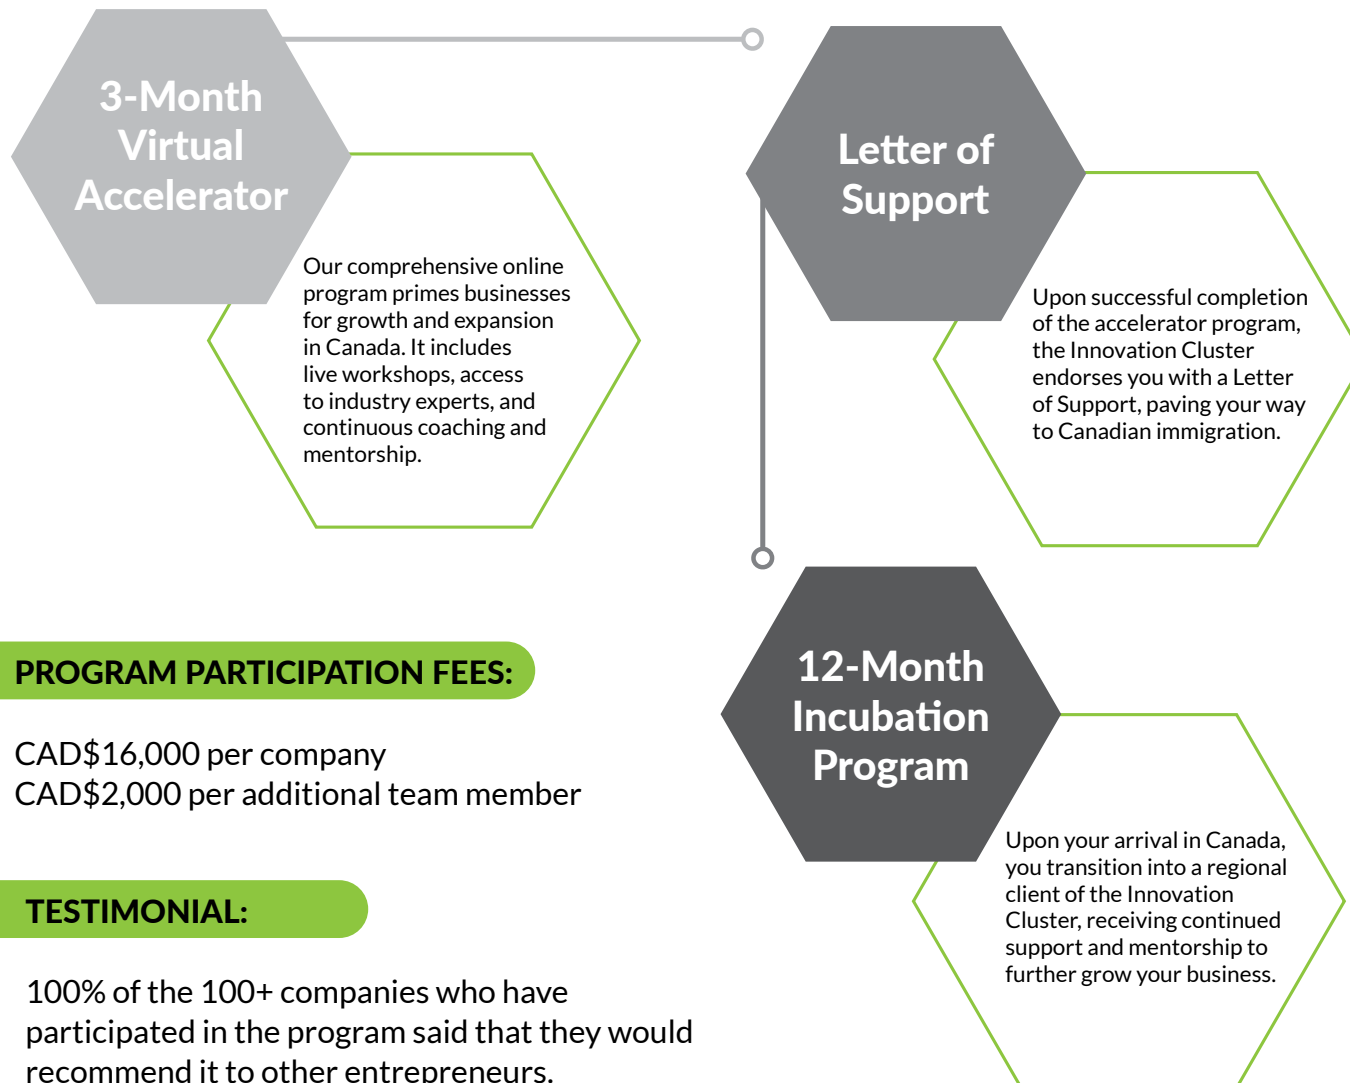 3-Month
Virtual
Accelerator
Our comprehensive online
program primes businesses
for growth and expansion
in Canada. It includes
live workshops, access
to industry experts, and
continuous coaching and
mentorship.
Letter of
Support
Upon successful completion
of the accelerator program,
the Innovation Cluster
endorses you with a Letter
of Support, paving your way
to Canadian immigration.
12-Month
Incubation
Program
Upon your arrival in Canada,
you transition into a regional
client of the Innovation
Cluster, receiving continued
support and mentorship to
further grow your business.
PROGRAM PARTICIPATION FEES:
CAD$16,000 per company
CAD$2,000 per additional team member
TESTIMONIAL:
100% of the 100+ companies who have
participated in the program said that they would
recommend it to other entrepreneurs.